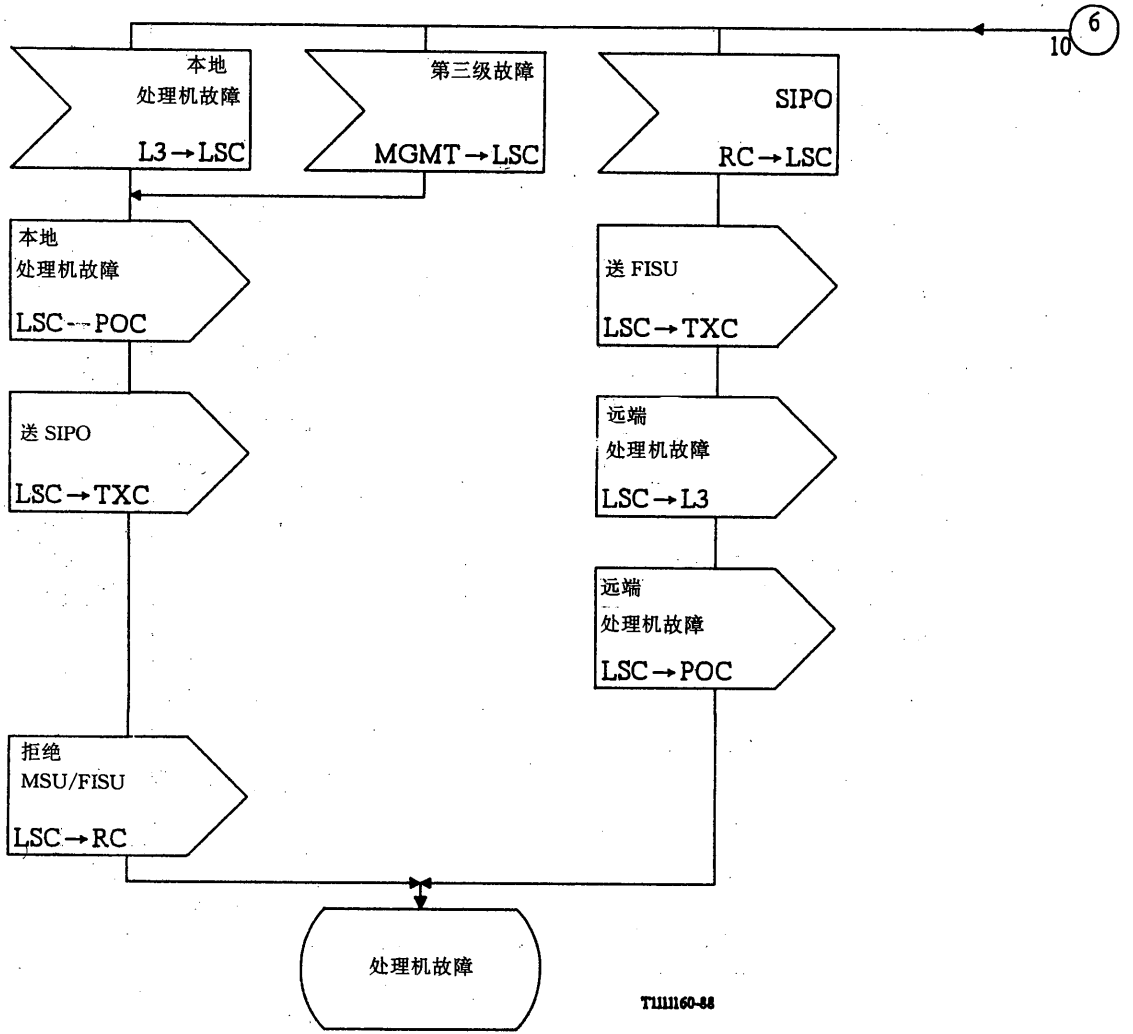 6
10
本地
处理机故障
L3→LSC
第三级故障
MGMT→LSC
SIPO
RC→LSC
本地
处理机故障
LSC--POC
送 SIPO
LSC→TXC
拒绝
MSU/FISU
LSC→RC
送 FISU
LSC→TXC
远端
处理机故障
LSC→L3
远端
处理机故障
LSC→POC
处理机故障
T1111160-88